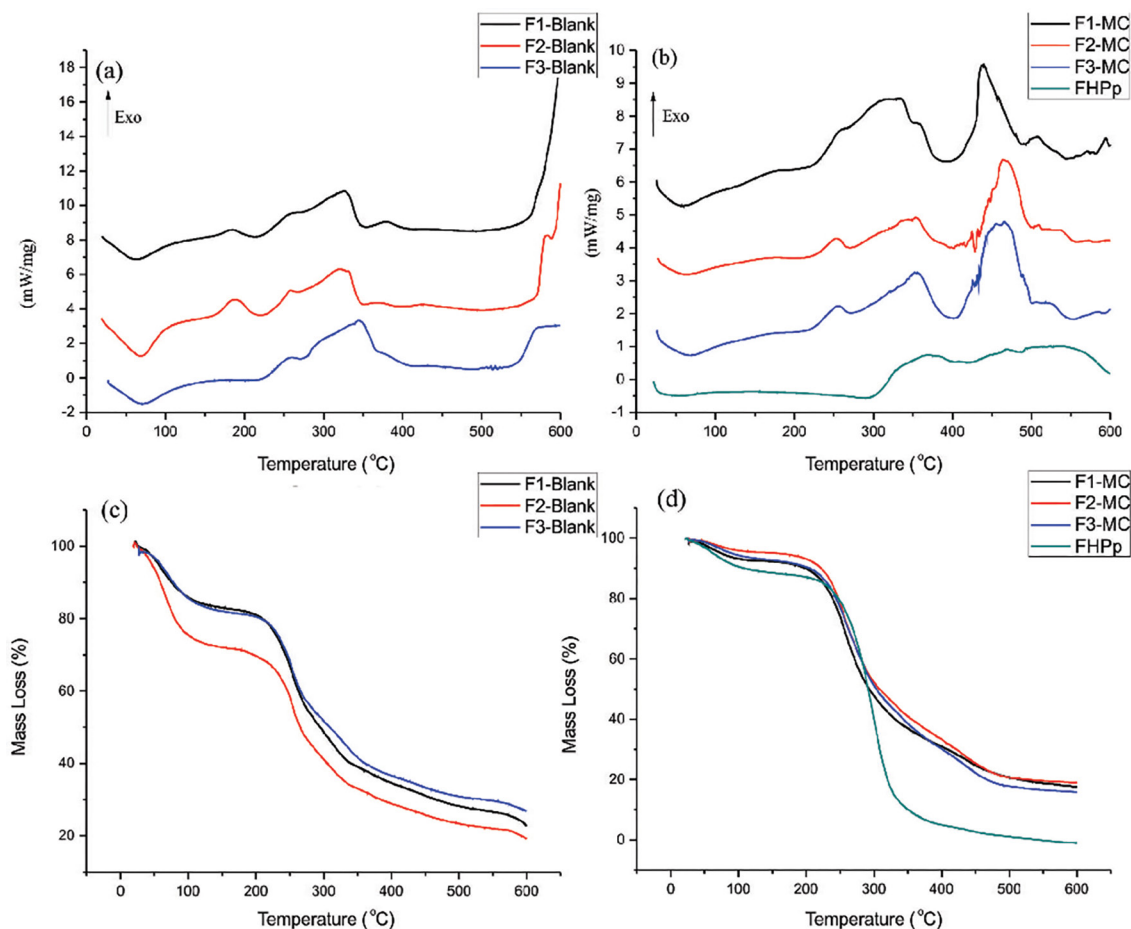 F1-Blank
F2-Blank
F3-Blank
(a)
Exo
18
16
14
12
10
8
6
4
2
0
-2
(mW/mg)
0 100 200 300 400 500 600
Temperature (°C)
F1-MC
F2-MC
F3-MC
FHPp
(b)
Exo
10
9
8
7
6
5
4
3
2
1
0
-1
(mW/mg)
0 100 200 300 400 500 600
Temperature (°C)
F1-Blank
F2-Blank
F3-Blank
(c)
100
80
60
40
20
Mass Loss (%)
0 100 200 300 400 500 600
Temperature (°C)
F1-MC
F2-MC
F3-MC
FHPp
(d)
100
80
60
40
20
0
Mass Loss (%)
0 100 200 300 400 500 600
Temperature (°C)